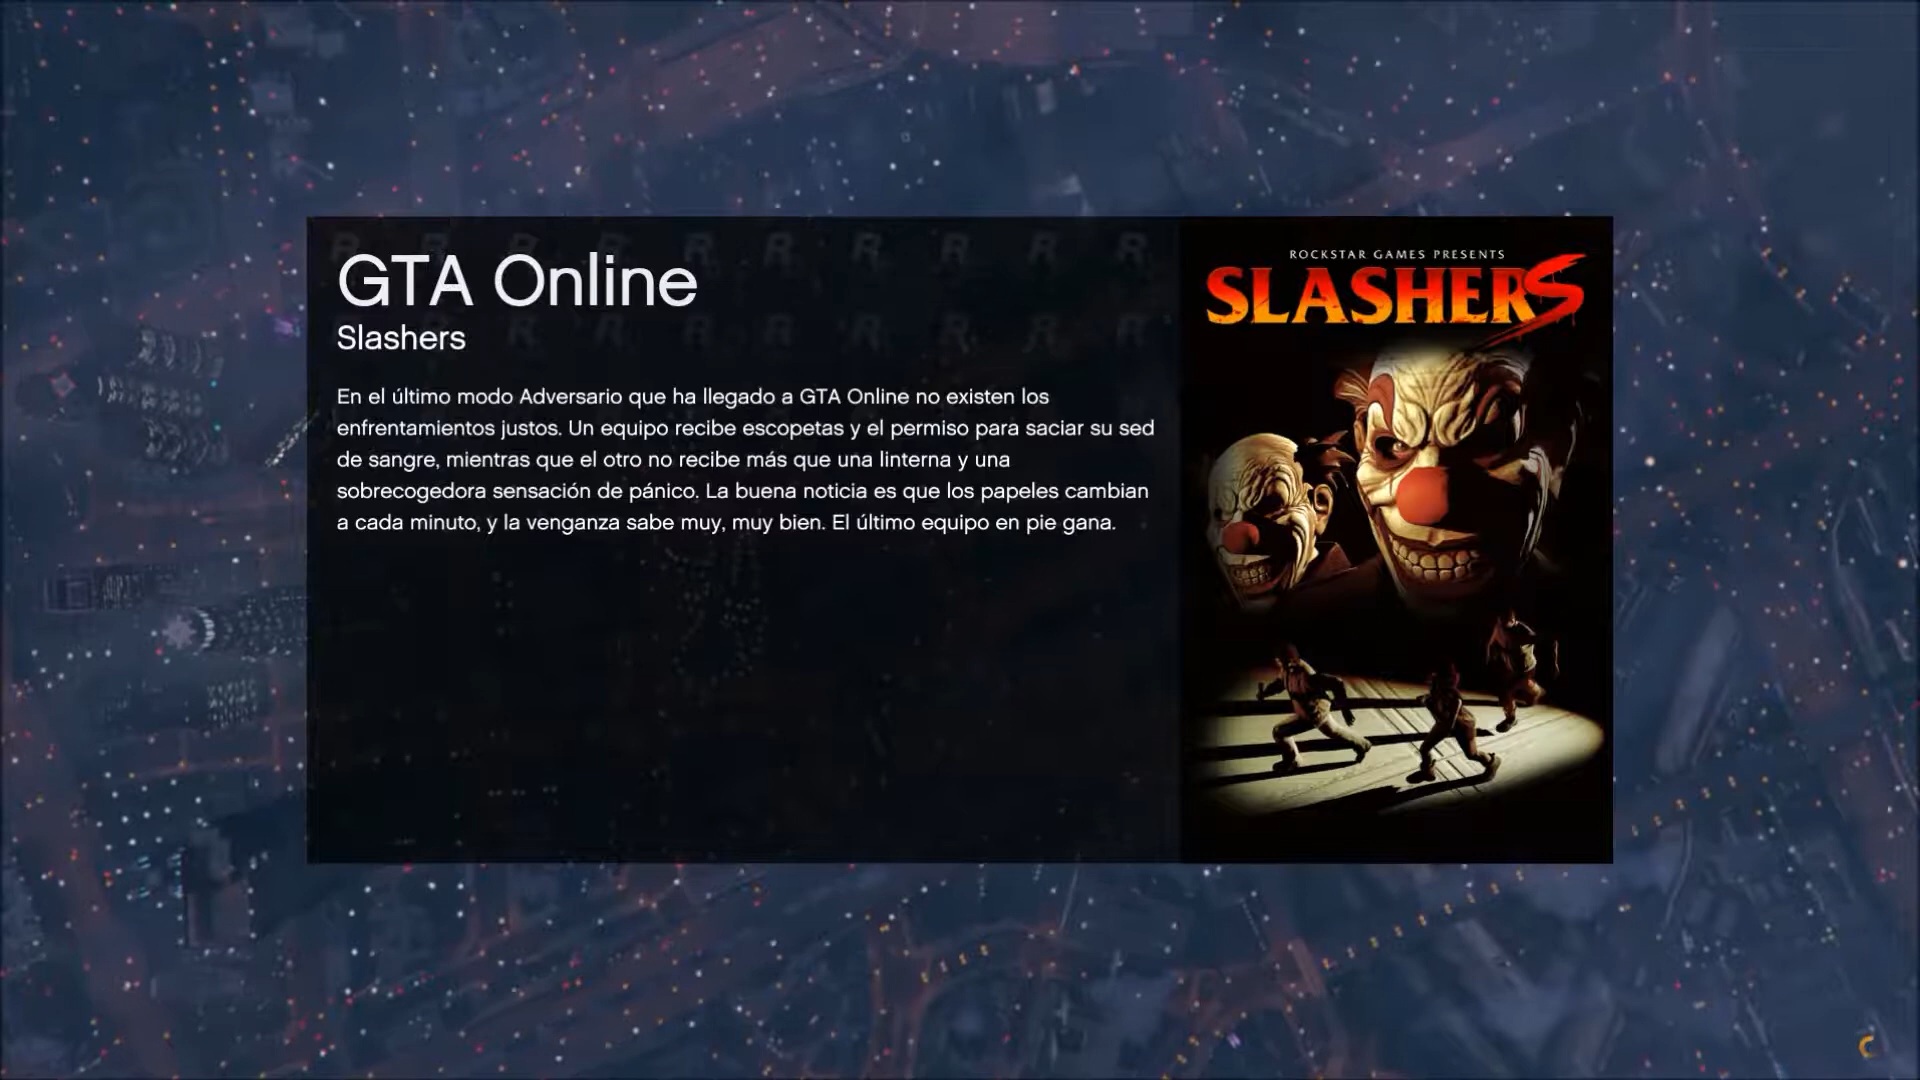 GTA Online
Slashers
En el último modo Adversario que ha llegado a GTA Online no existen los
enfrentamientos justos. Un equipo recibe escopetas y el permiso para saciar su sed
de sangre, mientras que el otro no recibe más que una linterna y una
sobrecogedora sensación de pánico. La buena noticia es que los papeles cambian
a cada minuto, y la venganza sabe muy, muy bien. El último equipo en pie gana.
ROCKSTAR GAMES PRESENTS
SLASHERS